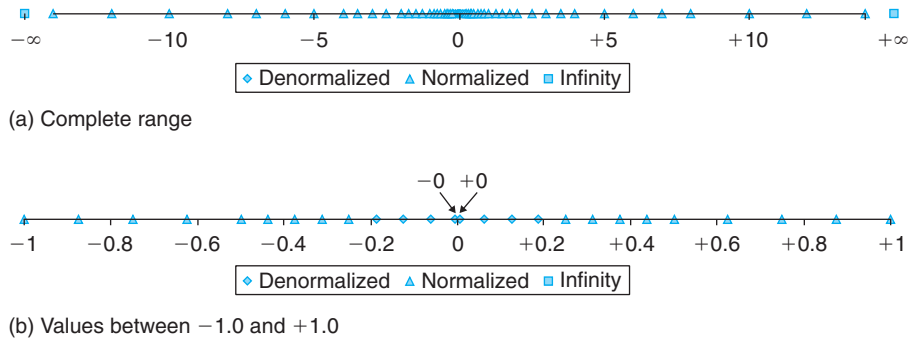 −∞ −10 −5 0 +5 +10 +∞
Denormalized Normalized Infinity
(a) Complete range
−0 +0
−1 −0.8 −0.6 −0.4 −0.2 0 +0.2 +0.4 +0.6 +0.8 +1
Denormalized Normalized Infinity
(b) Values between −1.0 and +1.0